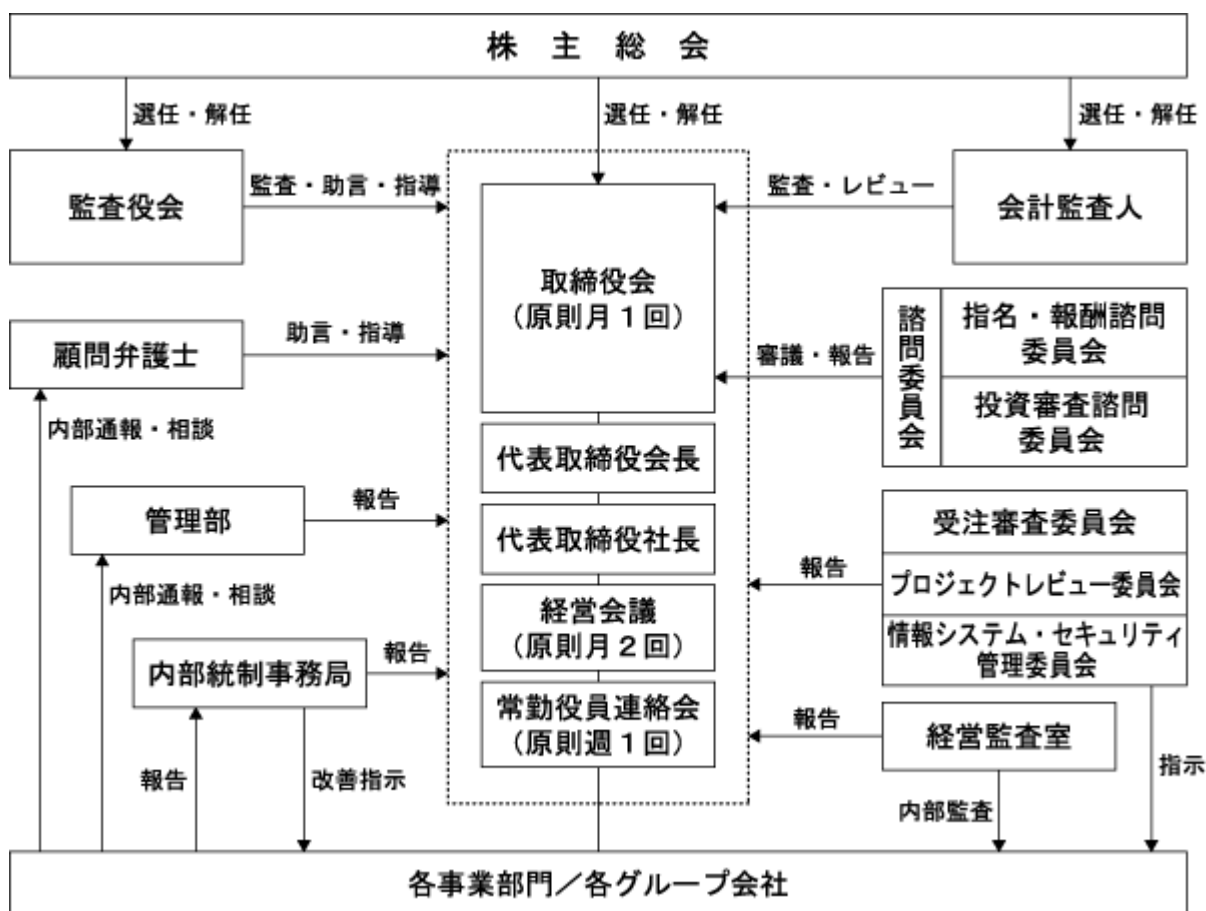 株主総会
選任・解任
選任・解任
選任・解任
監査役会
監査・助言・指導
監査・レビュー
会計監査人
取締役会
(原則月1回)
顧問弁護士
助言・指導
審議・報告
諮問委員会
指名・報酬諮問
委員会
投資審査諮問
委員会
内部通報・相談
代表取締役会長
管理部
報告
代表取締役社長
受注審査委員会
報告
プロジェクトレビュー委員会
情報システム・セキュリティ
管理委員会
内部通報・相談
経営会議
(原則月2回)
内部統制事務局
報告
常勤役員連絡会
(原則週1回)
報告
経営監査室
報告
改善指示
内部監査
指示
各事業部門/各グループ会社